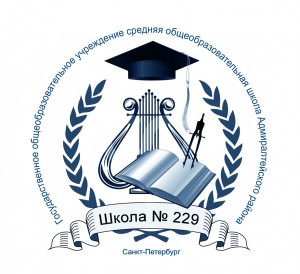 Государственное общеобразовательное учреждение средняя общеобразовательная школа Адмиралтейского района
Школа № 229
Санкт-Петербург